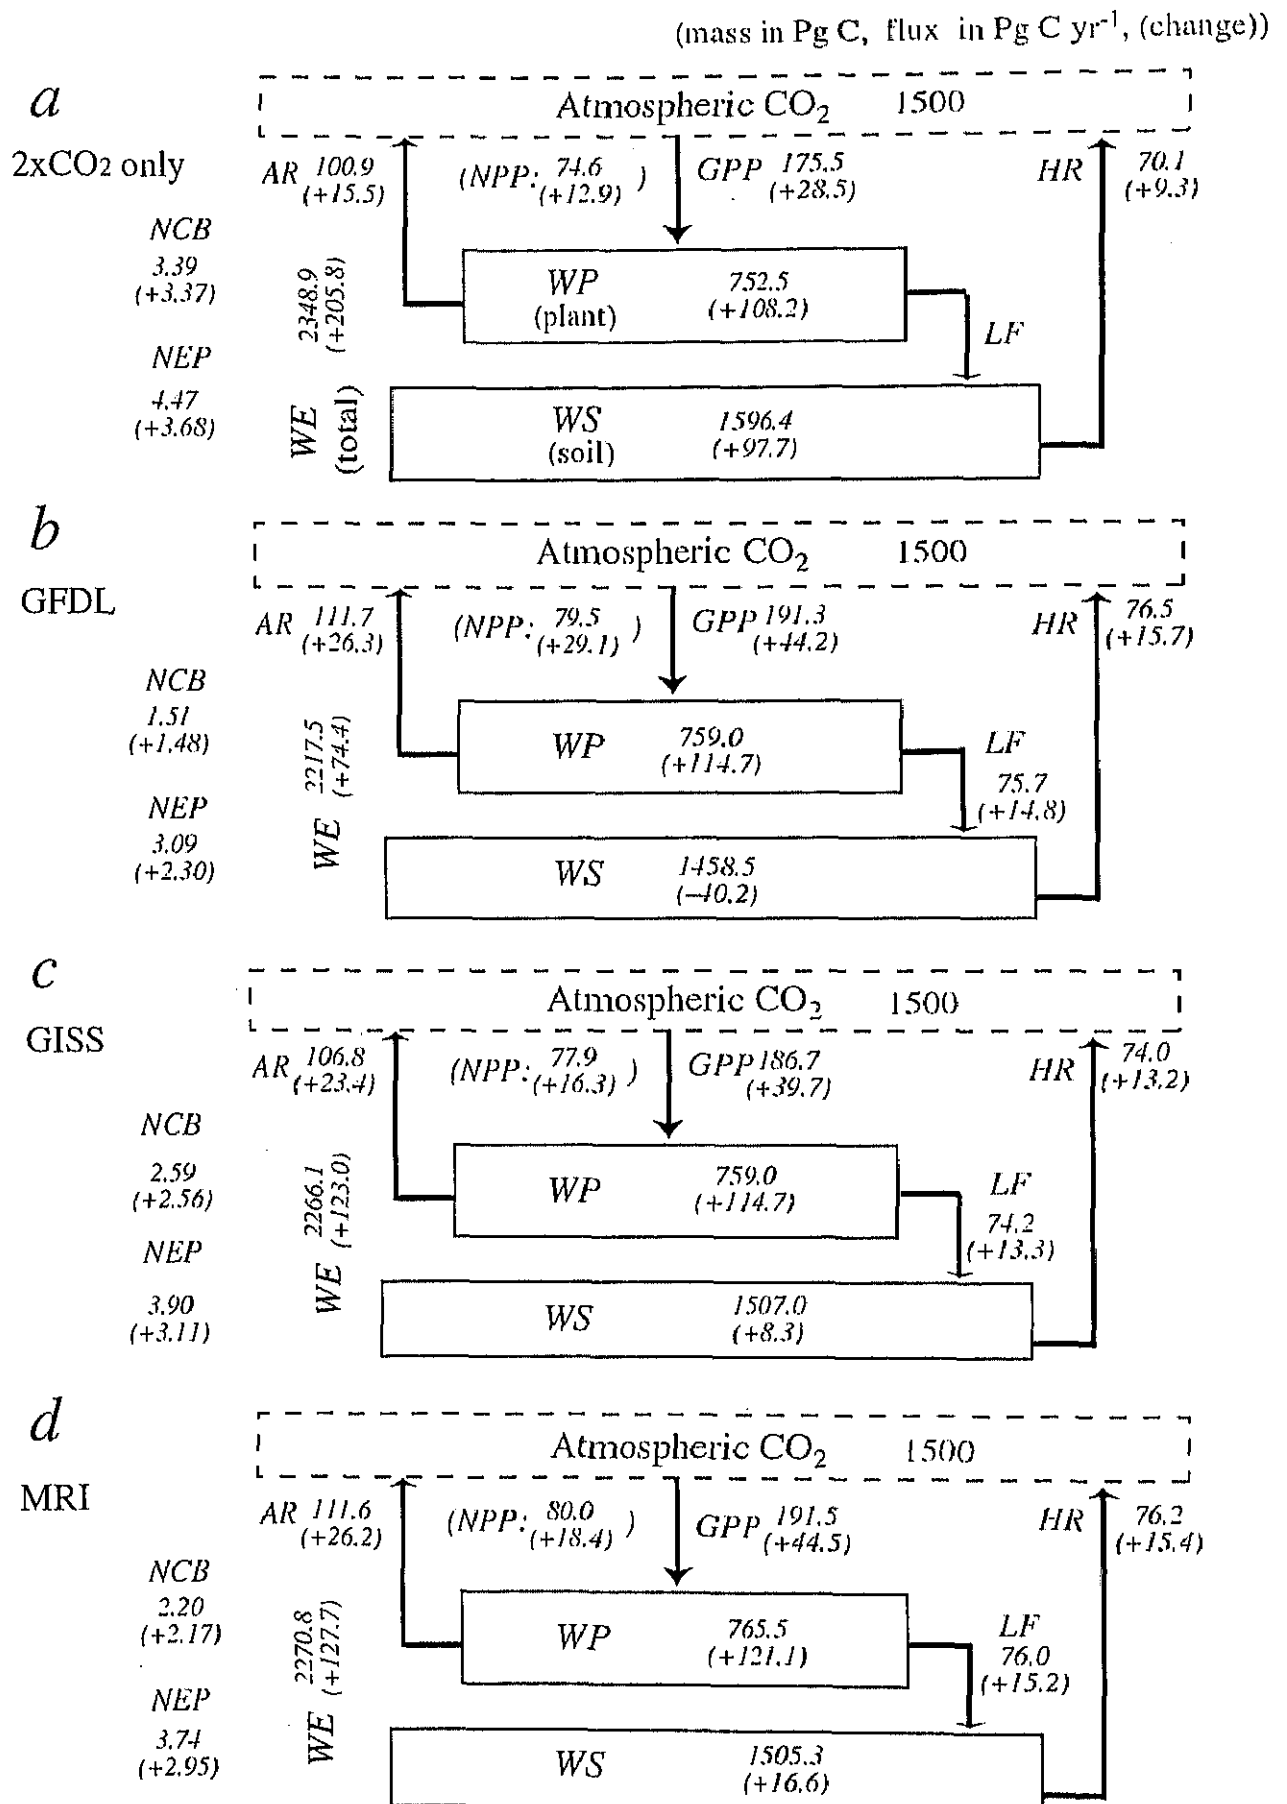 (mass in Pg C, flux in Pg C yr⁻¹, (change))
a
2xCO₂ only
Atmospheric CO₂ 1500
AR 100.9
(+15.5)
(NPP: 74.6 )
(+12.9)
GPP 175.5
(+28.5)
HR 70.1
(+9.3)
NCB
3.39
(+3.37)
NEP
4.47
(+3.68)
WE
(total)
2348.9
(+205.8)
WP 752.5
(plant) (+108.2)
LF
WS 1596.4
(soil) (+97.7)
b
GFDL
Atmospheric CO₂ 1500
AR 111.7
(+26.3)
(NPP: 79.5 )
(+29.1)
GPP 191.3
(+44.2)
HR 76.5
(+15.7)
NCB
1.51
(+1.48)
NEP
3.09
(+2.30)
WE 2217.5
(+74.4)
WP 759.0
(+114.7)
LF
75.7
(+14.8)
WS 1458.5
(–40.2)
c
GISS
Atmospheric CO₂ 1500
AR 106.8
(+23.4)
(NPP: 77.9 )
(+16.3)
GPP 186.7
(+39.7)
HR 74.0
(+13.2)
NCB
2.59
(+2.56)
NEP
3.90
(+3.11)
WE 2266.1
(+123.0)
WP 759.0
(+114.7)
LF
74.2
(+13.3)
WS 1507.0
(+8.3)
d
MRI
Atmospheric CO₂ 1500
AR 111.6
(+26.2)
(NPP: 80.0 )
(+18.4)
GPP 191.5
(+44.5)
HR 76.2
(+15.4)
NCB
2.20
(+2.17)
NEP
3.74
(+2.95)
WE 2270.8
(+127.7)
WP 765.5
(+121.1)
LF
76.0
(+15.2)
WS 1505.3
(+16.6)